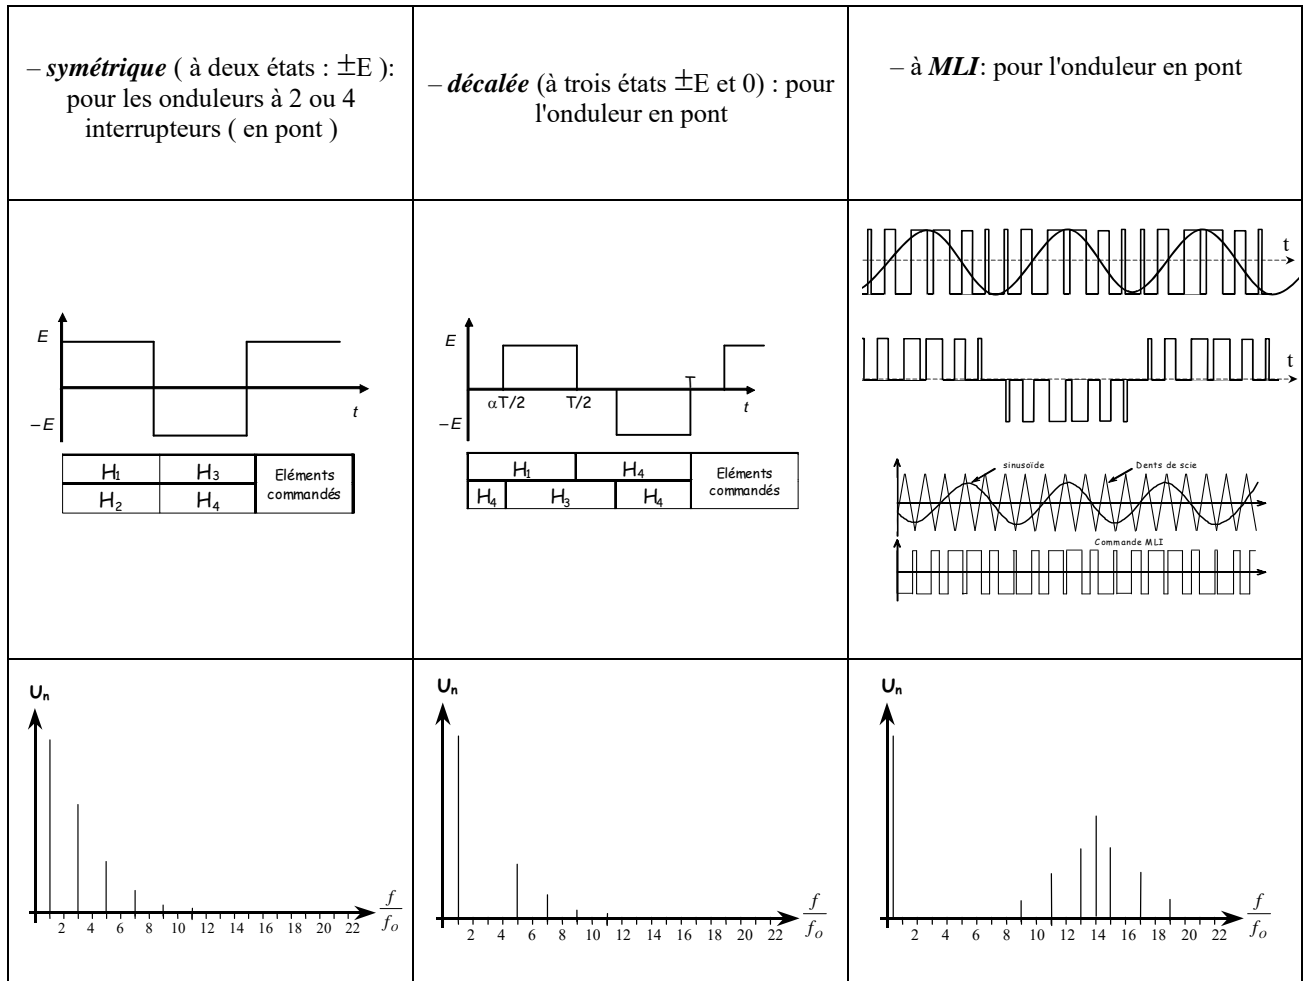 – symétrique ( à deux états : ±E ):
pour les onduleurs à 2 ou 4
interrupteurs ( en pont )
– décalée (à trois états ±E et 0) : pour
l'onduleur en pont
– à MLI: pour l'onduleur en pont
E
–E
t
H1
H3
Eléments
commandés
H2
H4
E
–E
αT/2
T/2
T
t
H1
H4
Eléments
commandés
H4
H3
H4
t
t
sinusoïde
Dents de scie
Commande MLI
Un
2 4 6 8 10 12 14 16 18 20 22
f
fo
Un
2 4 6 8 10 12 14 16 18 20 22
f
fo
Un
2 4 6 8 10 12 14 16 18 20 22
f
fo